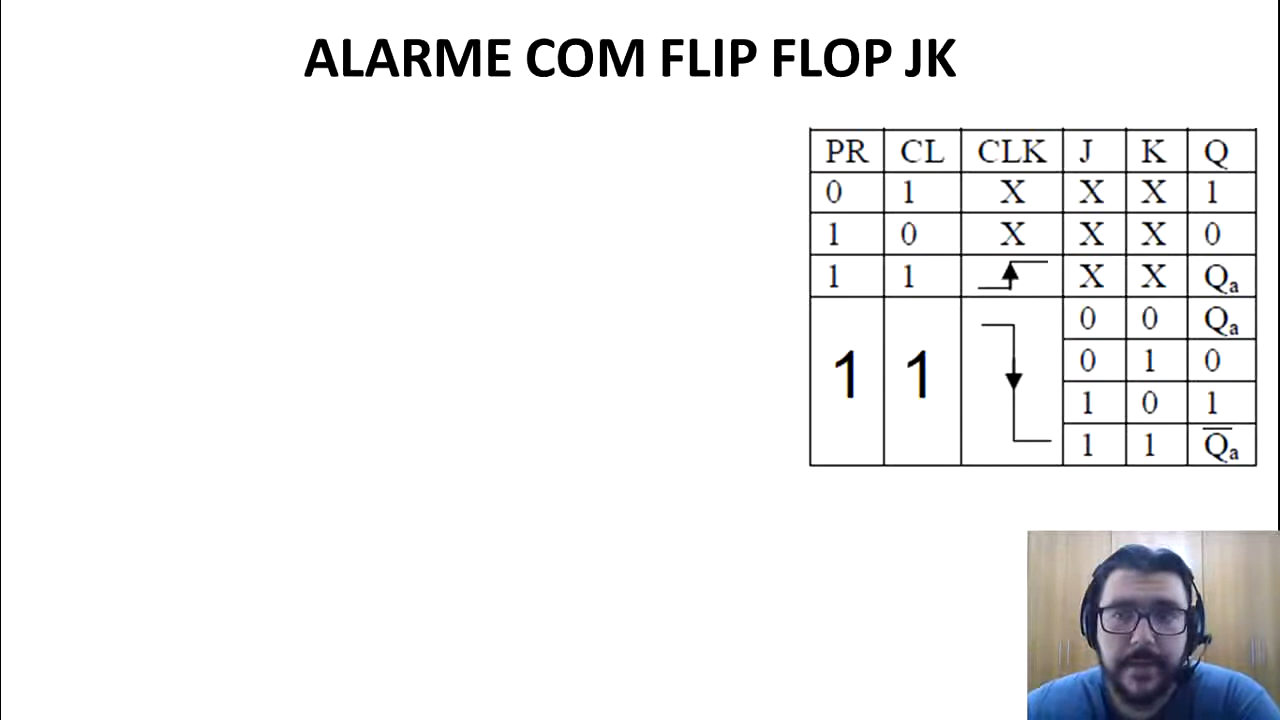 ALARME COM FLIP FLOP JK
PR CL CLK J K Q
0 1 X X X 1
1 0 X X X 0
1 1 X X Qa
0 0 Qa
0 1 0
1 1 1 0 1
1 1 Q̅a